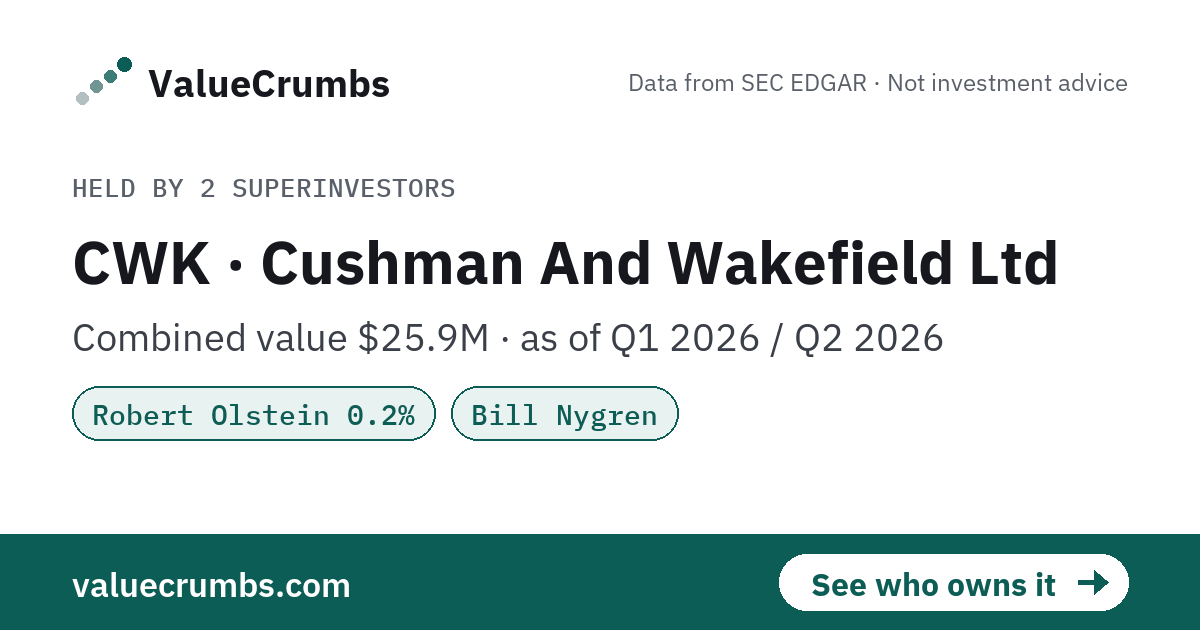 ValueCrumbs
Data from SEC EDGAR · Not investment advice
HELD BY 2 SUPERINVESTORS
CWK · Cushman And Wakefield Ltd
Combined value $25.9M · as of Q1 2026 / Q2 2026
Robert Olstein 0.2%
Bill Nygren
valuecrumbs.com
See who owns it →